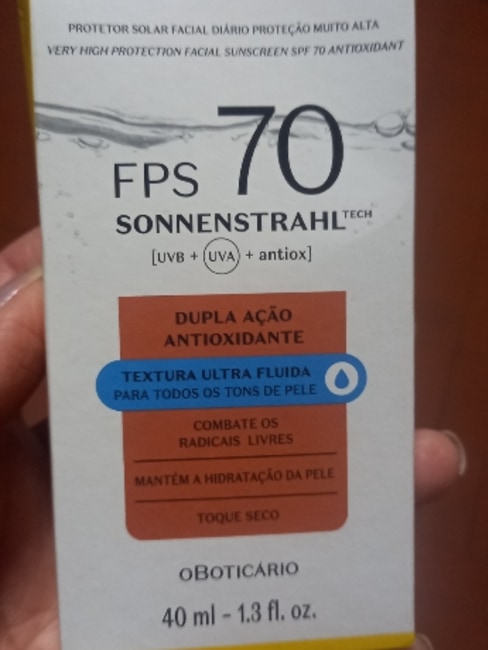 PROTETOR SOLAR FACIAL DIÁRIO PROTEÇÃO MUITO ALTA
VERY HIGH PROTECTION FACIAL SUNSCREEN SPF 70 ANTIOXIDANT
FPS 70
SONNENSTRAHL TECH
[UVB + UVA + antiox]
DUPLA AÇÃO
ANTIOXIDANTE
TEXTURA ULTRA FLUIDA
PARA TODOS OS TONS DE PELE
COMBATE OS
RADICAIS LIVRES
MANTÉM A HIDRATAÇÃO DA PELE
TOQUE SECO
oBOTICÁRIO
40 ml - 1.3 fl. oz.